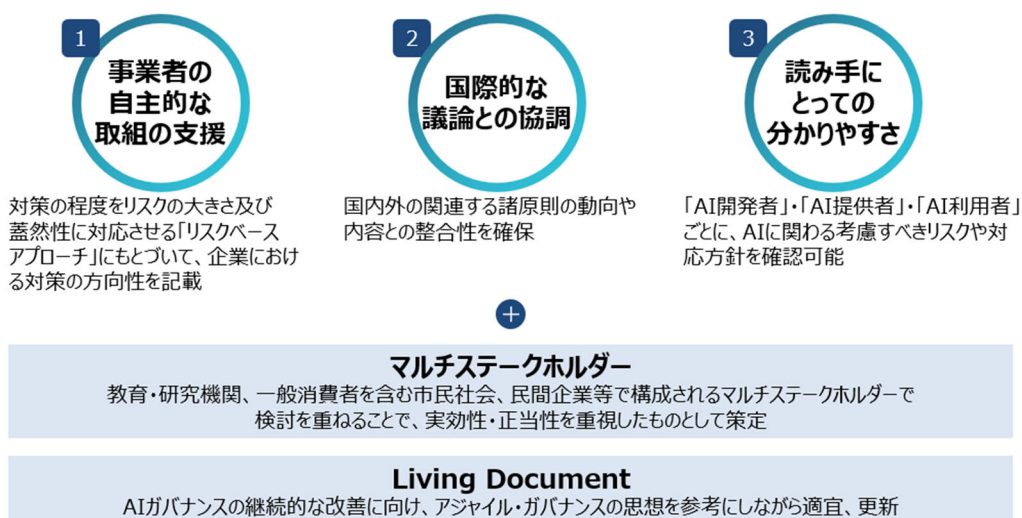 1
事業者の
自主的な
取組の支援
対策の程度をリスクの大きさ及び
蓋然性に対応させる「リスクベース
アプローチ」にもとづいて、企業におけ
る対策の方向性を記載
2
国際的な
議論との協調
国内外の関連する諸原則の動向や
内容との整合性を確保
3
読み手に
とっての
分かりやすさ
「AI開発者」・「AI提供者」・「AI利用者」
ごとに、AIに関わる考慮すべきリスクや対
応方針を確認可能
+
マルチステークホルダー
教育・研究機関、一般消費者を含む市民社会、民間企業等で構成されるマルチステークホルダーで
検討を重ねることで、実効性・正当性を重視したものとして策定
Living Document
AIガバナンスの継続的な改善に向け、アジャイル・ガバナンスの思想を参考にしながら適宜、更新